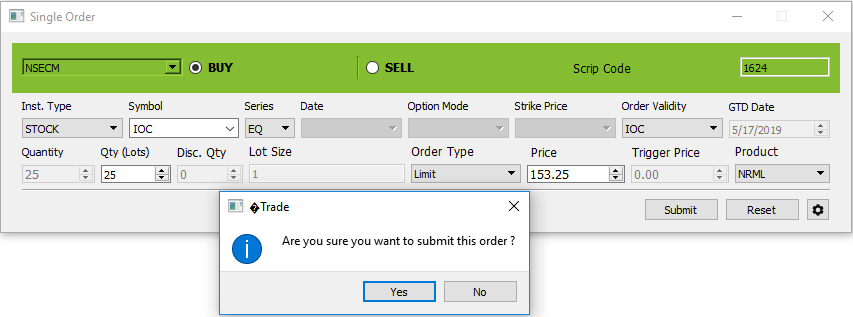 Single Order
NSECM BUY SELL Scrip Code 1624
Inst. Type Symbol Series Date Option Mode Strike Price Order Validity GTD Date
STOCK IOC EQ IOC 5/17/2019
Quantity Qty (Lots) Disc. Qty Lot Size Order Type Price Trigger Price Product
25 25 0 1 Limit 153.25 0.00 NRML
Submit Reset
�Trade
Are you sure you want to submit this order ?
Yes No